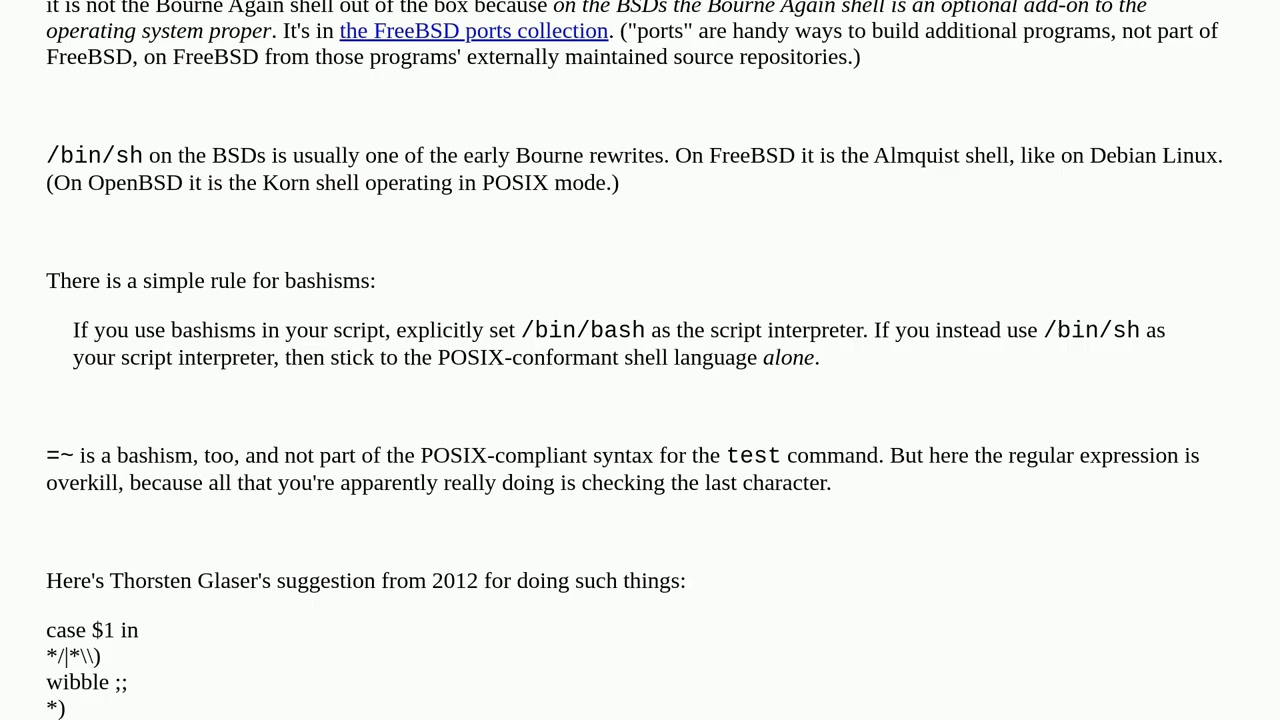 it is not the Bourne Again shell out of the box because on the BSDs the Bourne Again shell is an optional add-on to the
operating system proper. It's in the FreeBSD ports collection. ("ports" are handy ways to build additional programs, not part of
FreeBSD, on FreeBSD from those programs' externally maintained source repositories.)
/bin/sh on the BSDs is usually one of the early Bourne rewrites. On FreeBSD it is the Almquist shell, like on Debian Linux.
(On OpenBSD it is the Korn shell operating in POSIX mode.)
There is a simple rule for bashisms:
If you use bashisms in your script, explicitly set /bin/bash as the script interpreter. If you instead use /bin/sh as
your script interpreter, then stick to the POSIX-conformant shell language alone.
=~ is a bashism, too, and not part of the POSIX-compliant syntax for the test command. But here the regular expression is
overkill, because all that you're apparently really doing is checking the last character.
Here's Thorsten Glaser's suggestion from 2012 for doing such things:
case $1 in
*/|*\\)
wibble ;;
*)